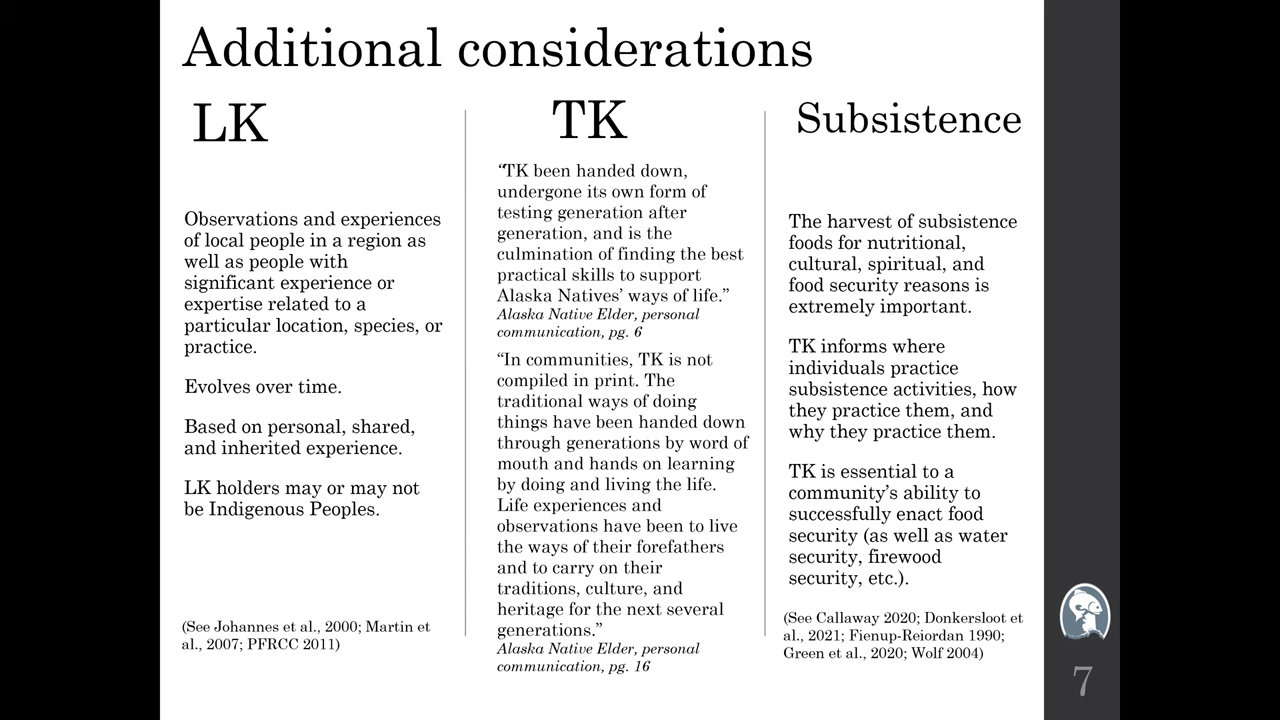 Additional considerations
LK
Observations and experiences
of local people in a region as
well as people with
significant experience or
expertise related to a
particular location, species, or
practice.
Evolves over time.
Based on personal, shared,
and inherited experience.
LK holders may or may not
be Indigenous Peoples.
(See Johannes et al., 2000; Martin et
al., 2007; PFRCC 2011)
TK
“TK been handed down,
undergone its own form of
testing generation after
generation, and is the
culmination of finding the best
practical skills to support
Alaska Natives’ ways of life.”
Alaska Native Elder, personal
communication, pg. 6
“In communities, TK is not
compiled in print. The
traditional ways of doing
things have been handed down
through generations by word of
mouth and hands on learning
by doing and living the life.
Life experiences and
observations have been to live
the ways of their forefathers
and to carry on their
traditions, culture, and
heritage for the next several
generations.”
Alaska Native Elder, personal
communication, pg. 16
Subsistence
The harvest of subsistence
foods for nutritional,
cultural, spiritual, and
food security reasons is
extremely important.
TK informs where
individuals practice
subsistence activities, how
they practice them, and
why they practice them.
TK is essential to a
community’s ability to
successfully enact food
security (as well as water
security, firewood
security, etc.).
(See Callaway 2020; Donkersloot et
al., 2021; Fienup-Reiordan 1990;
Green et al., 2020; Wolf 2004)
7